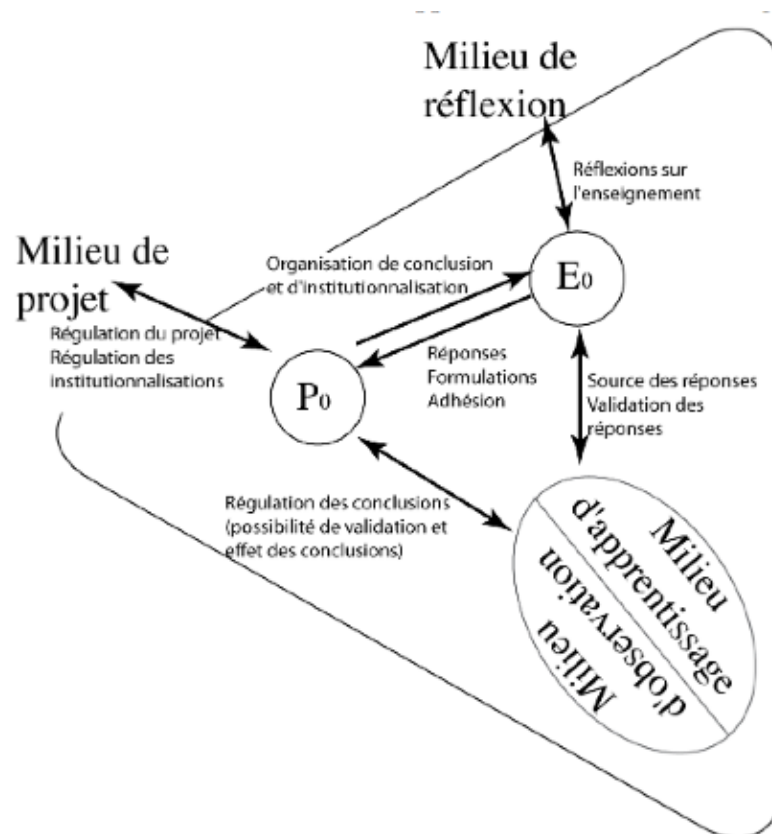 Milieu de
réflexion
Réflexions sur
l'enseignement
Milieu de
projet
Organisation de conclusion
et d'institutionnalisation
E0
Régulation du projet
Régulation des
institutionnalisations
Réponses
Formulations
Adhésion
P0
Source des réponses
Validation des
réponses
Régulation des conclusions
(possibilité de validation et
effet des conclusions)
Milieu
d'apprentissage
Milieu
d'observation